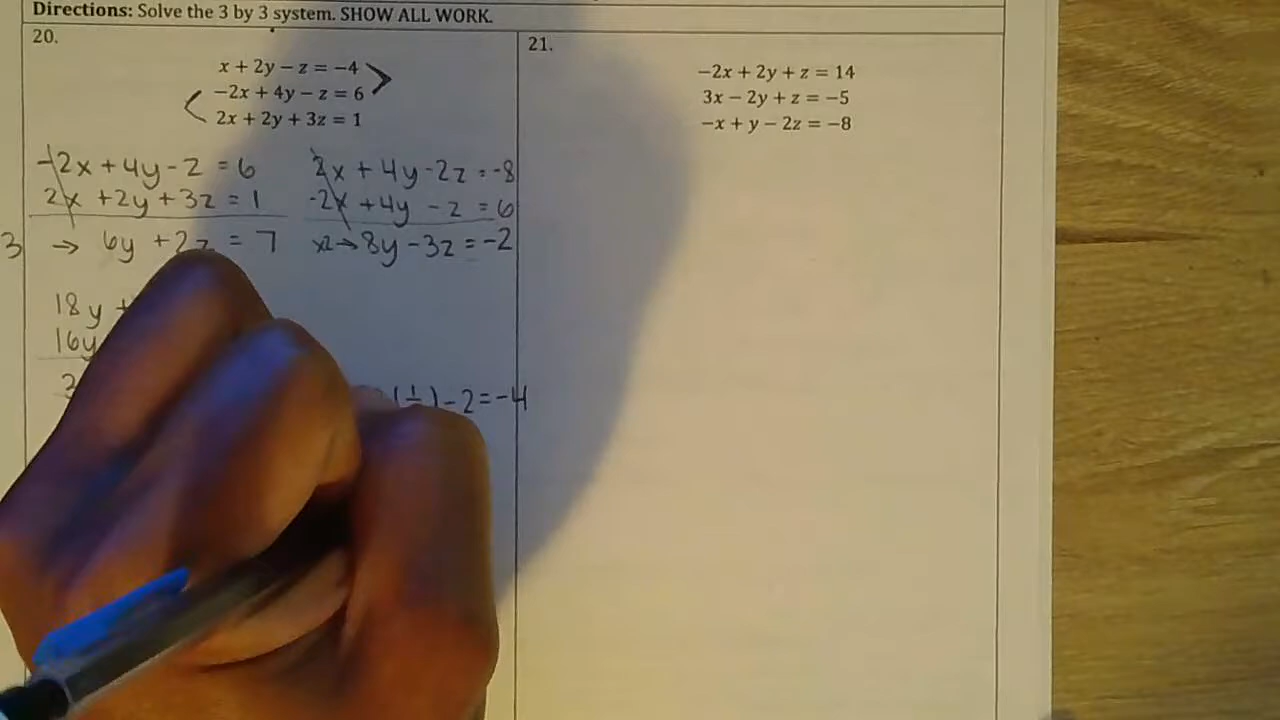 Directions: Solve the 3 by 3 system. SHOW ALL WORK.
20.
x + 2y − z = −4
−2x + 4y − z = 6
2x + 2y + 3z = 1
-2x + 4y - z = 6
2x + 2y + 3z = 1
3 → 6y + 2z = 7
2x + 4y - 2z = -8
-2x + 4y - z = 6
x2 → 8y - 3z = -2
18y +
16y
3
(1 ) - 2 = -4
21.
−2x + 2y + z = 14
3x − 2y + z = −5
−x + y − 2z = −8